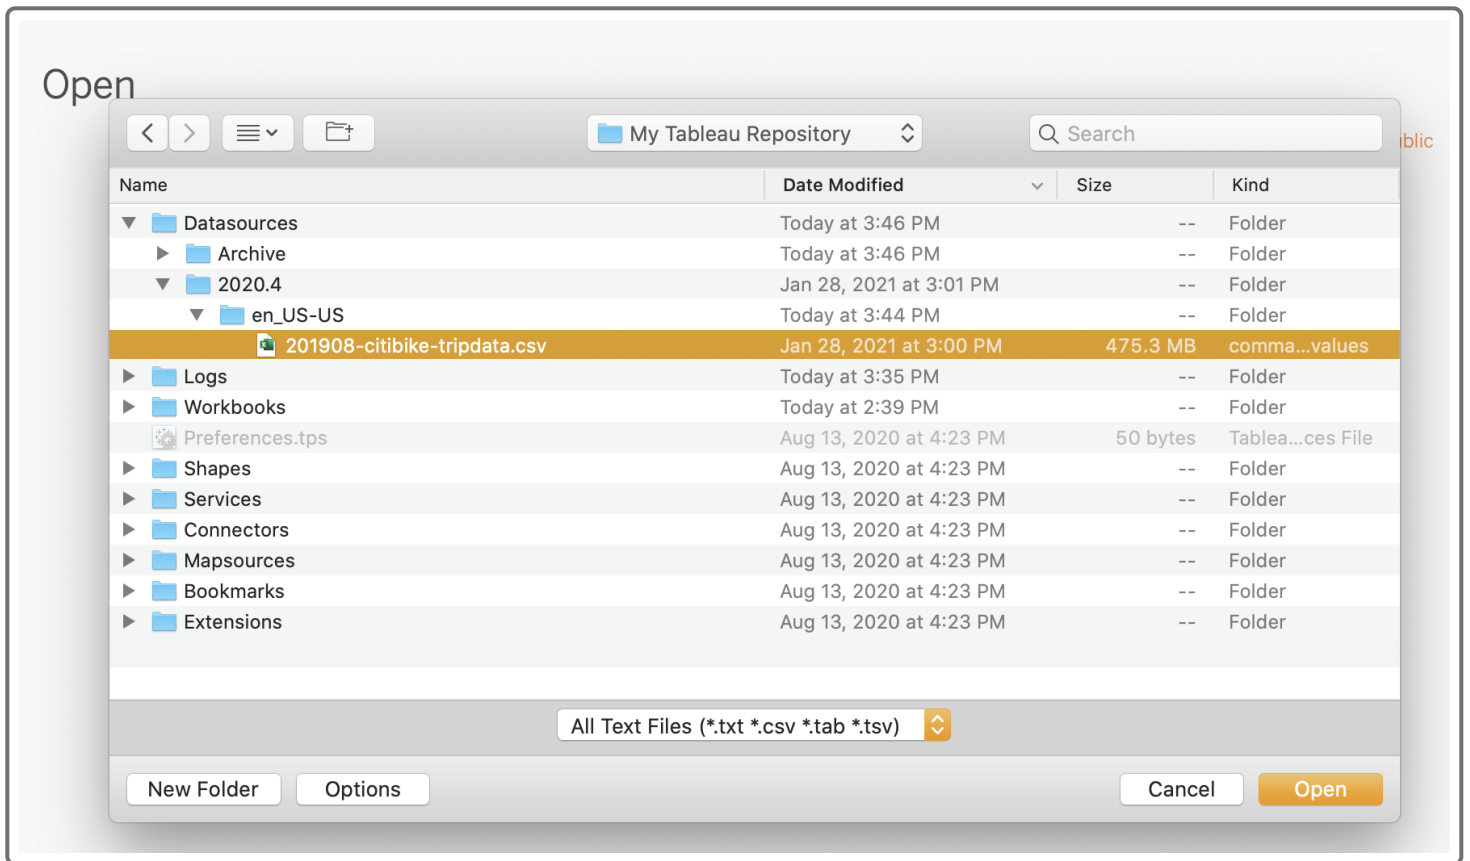 Open
My Tableau Repository
Search
Name Date Modified Size Kind
Datasources Today at 3:46 PM -- Folder
Archive Today at 3:46 PM -- Folder
2020.4 Jan 28, 2021 at 3:01 PM -- Folder
en_US-US Today at 3:44 PM -- Folder
201908-citibike-tripdata.csv Jan 28, 2021 at 3:00 PM 475.3 MB comma...values
Logs Today at 3:35 PM -- Folder
Workbooks Today at 2:39 PM -- Folder
Preferences.tps Aug 13, 2020 at 4:23 PM 50 bytes Tablea...ces File
Shapes Aug 13, 2020 at 4:23 PM -- Folder
Services Aug 13, 2020 at 4:23 PM -- Folder
Connectors Aug 13, 2020 at 4:23 PM -- Folder
Mapsources Aug 13, 2020 at 4:23 PM -- Folder
Bookmarks Aug 13, 2020 at 4:23 PM -- Folder
Extensions Aug 13, 2020 at 4:23 PM -- Folder
All Text Files (*.txt *.csv *.tab *.tsv)
New Folder Options Cancel Open